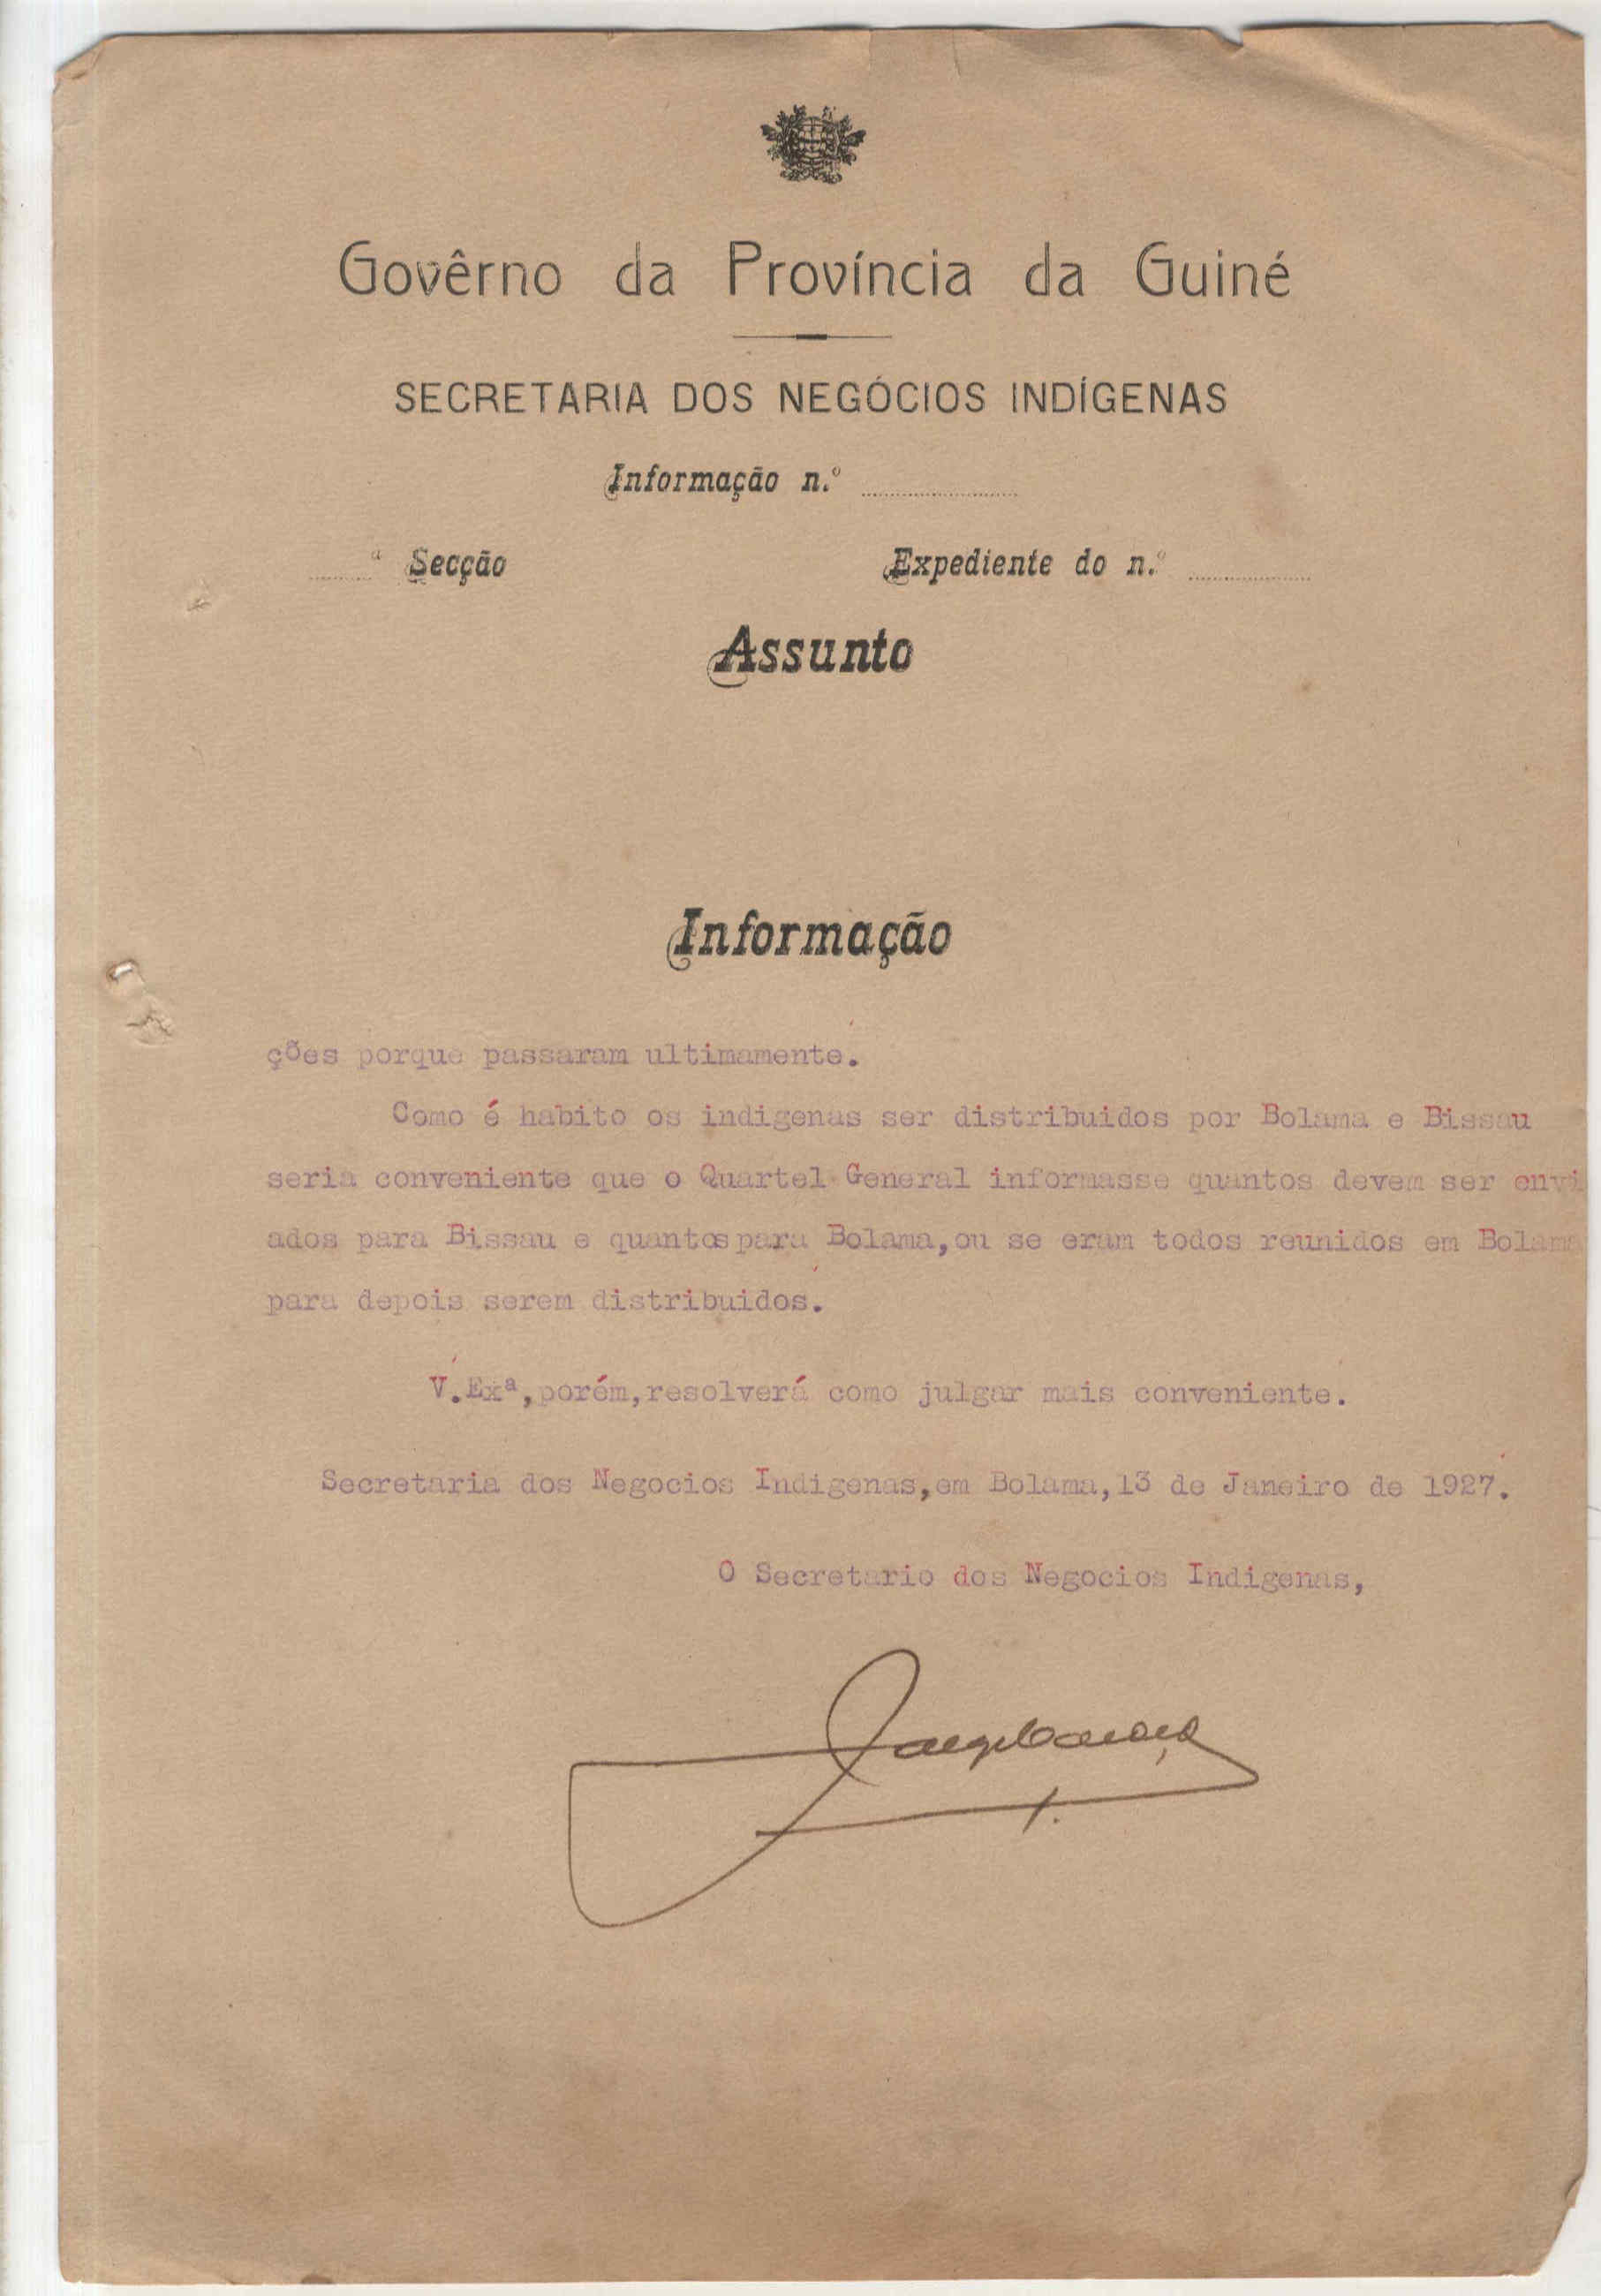 Govêrno da Província da Guiné
SECRETARIA DOS NEGÓCIOS INDÍGENAS
Informação n.º
ª Secção Expediente do n.º
Assunto
Informação
ções porque passaram ultimamente.
Como é habito os indigenas ser distribuidos por Bolama e Bissau
seria conveniente que o Quartel General informasse quantos devem ser envi
ados para Bissau e quantos para Bolama,ou se eram todos reunidos em Bolama
para depois serem distribuidos.
V.Exª,porém,resolverá como julgar mais conveniente.
Secretaria dos Negocios Indigenas,em Bolama,13 de Janeiro de 1927.
O Secretario dos Negocios Indigenas,